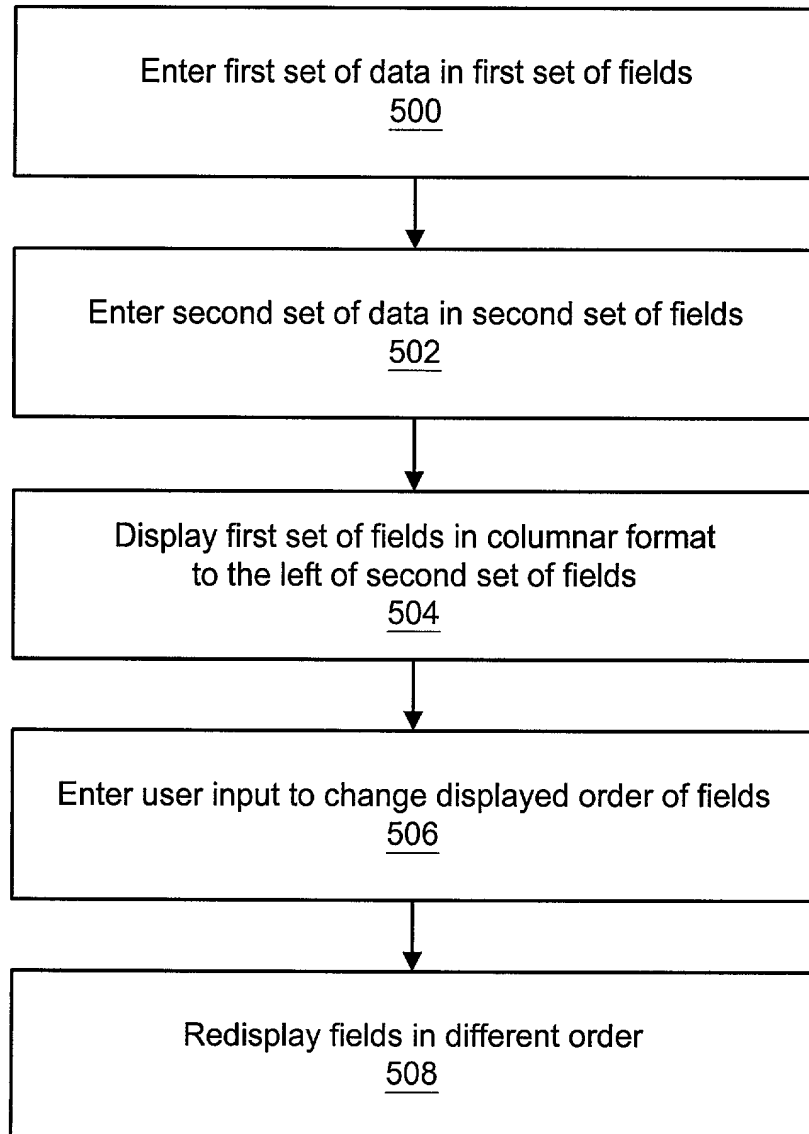 Enter first set of data in first set of fields
500
Enter second set of data in second set of fields
502
Display first set of fields in columnar format
to the left of second set of fields
504
Enter user input to change displayed order of fields
506
Redisplay fields in different order
508